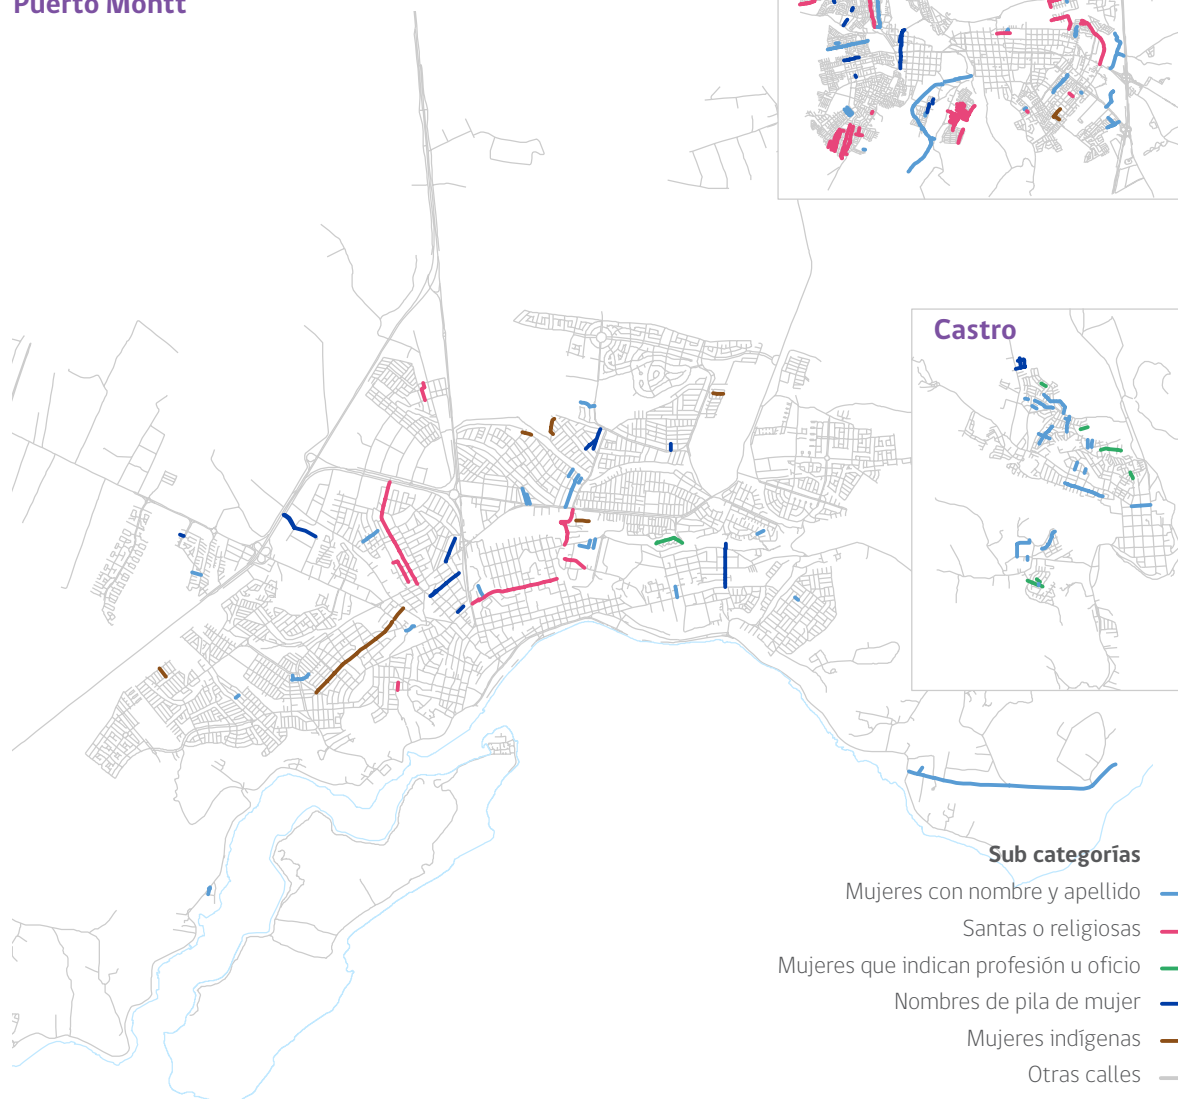 Puerto Montt
Castro
Sub categorías
Mujeres con nombre y apellido
Santas o religiosas
Mujeres que indican profesión u oficio
Nombres de pila de mujer
Mujeres indígenas
Otras calles